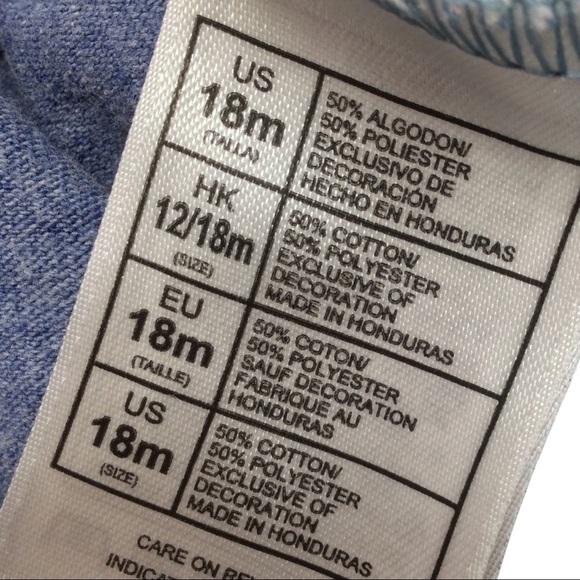 US
18m
(TALLA)
50% ALGODON/
50% POLIESTER
EXCLUSIVO DE
DECORACIÓN
HECHO EN HONDURAS
HK
12/18m
(SIZE)
50% COTTON/
50% POLYESTER
EXCLUSIVE OF
DECORATION
MADE IN HONDURAS
EU
18m
(TAILLE)
50% COTON/
50% POLYESTER
SAUF DECORATION
FABRIQUE AU
HONDURAS
US
18m
(SIZE)
50% COTTON/
50% POLYESTER
EXCLUSIVE OF
DECORATION
MADE IN HONDURAS
CARE ON